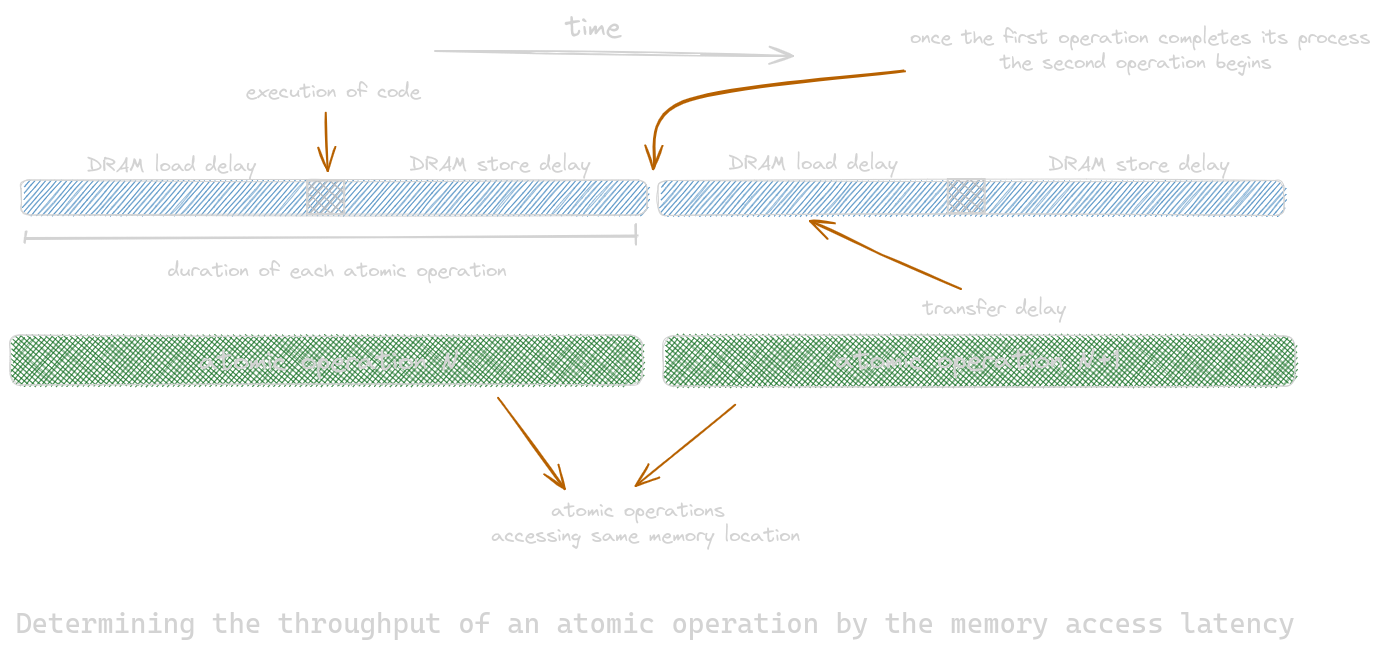 time
once the first operation completes its process
the second operation begins
execution of code
DRAM load delay
DRAM store delay
DRAM load delay
DRAM store delay
duration of each atomic operation
transfer delay
atomic operation N
atomic operation N+1
atomic operations
accessing same memory location
Determining the throughput of an atomic operation by the memory access latency